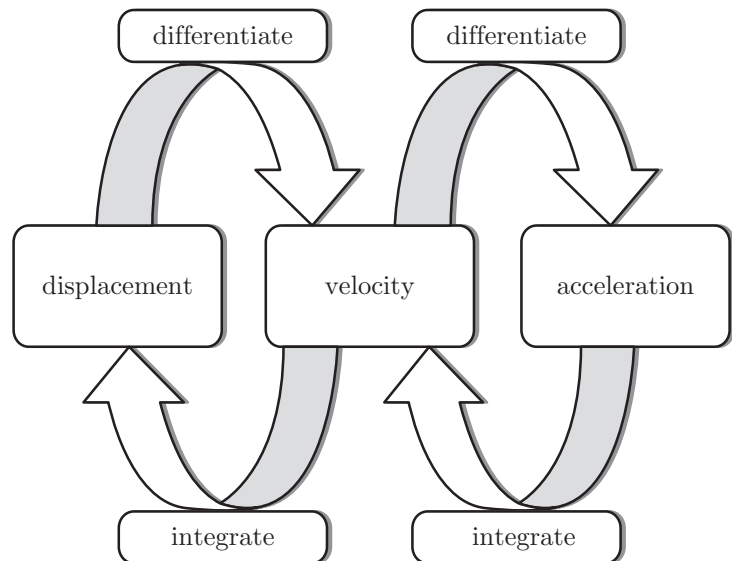 differentiate
differentiate
displacement
velocity
acceleration
integrate
integrate